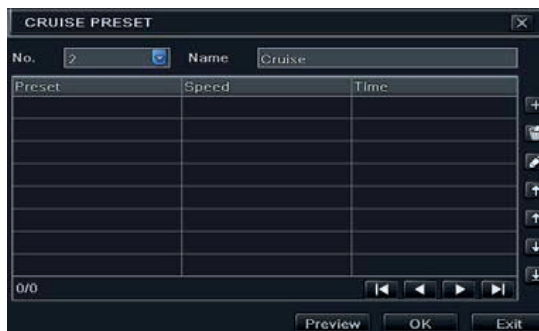 CRUISE PRESET
No. 2 Name Cruise
Preset Speed Time
0/0
Preview OK Exit